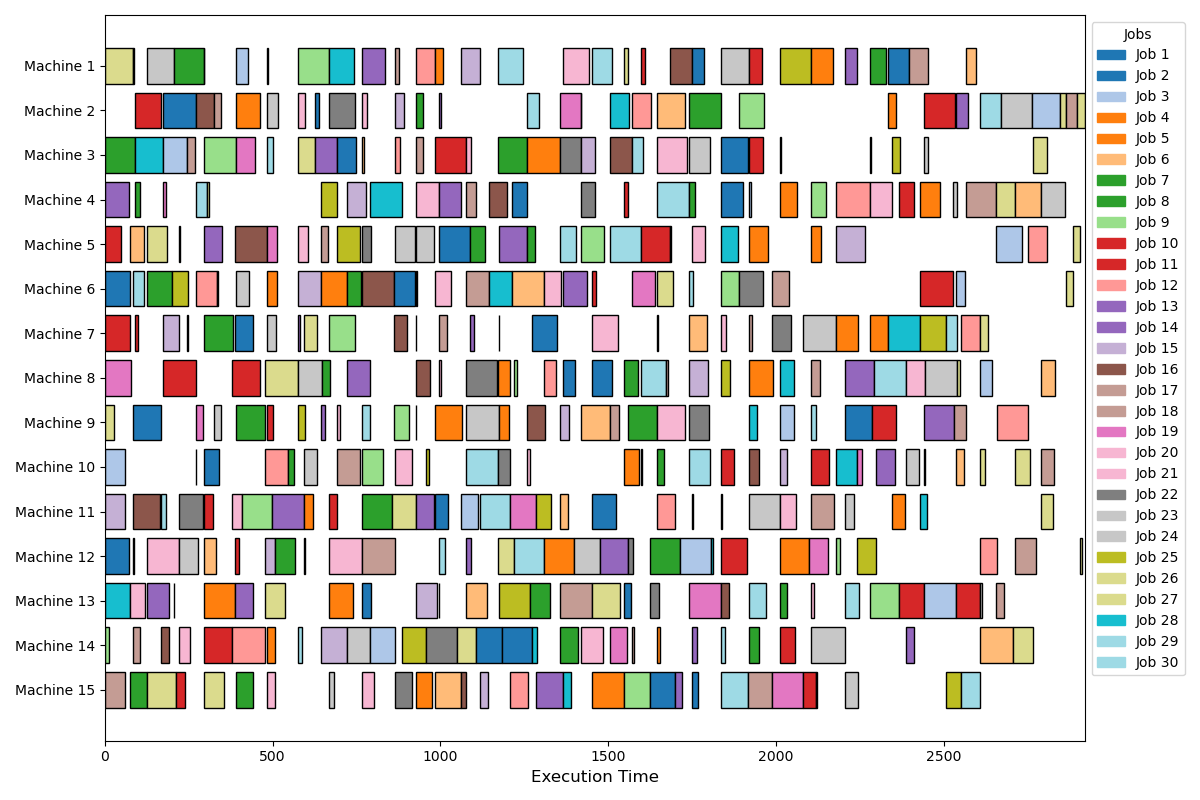 Machine 1
Machine 2
Machine 3
Machine 4
Machine 5
Machine 6
Machine 7
Machine 8
Machine 9
Machine 10
Machine 11
Machine 12
Machine 13
Machine 14
Machine 15
0 500 1000 1500 2000 2500
Execution Time
Jobs
Job 1
Job 2
Job 3
Job 4
Job 5
Job 6
Job 7
Job 8
Job 9
Job 10
Job 11
Job 12
Job 13
Job 14
Job 15
Job 16
Job 17
Job 18
Job 19
Job 20
Job 21
Job 22
Job 23
Job 24
Job 25
Job 26
Job 27
Job 28
Job 29
Job 30